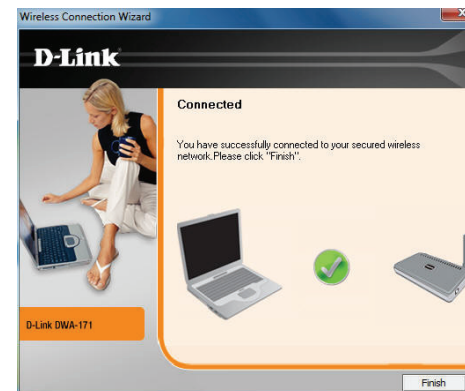 Wireless Connection Wizard
D-Link
Connected
You have successfully connected to your secured wireless
network.Please click "Finish".
D-Link DWA-171
Finish